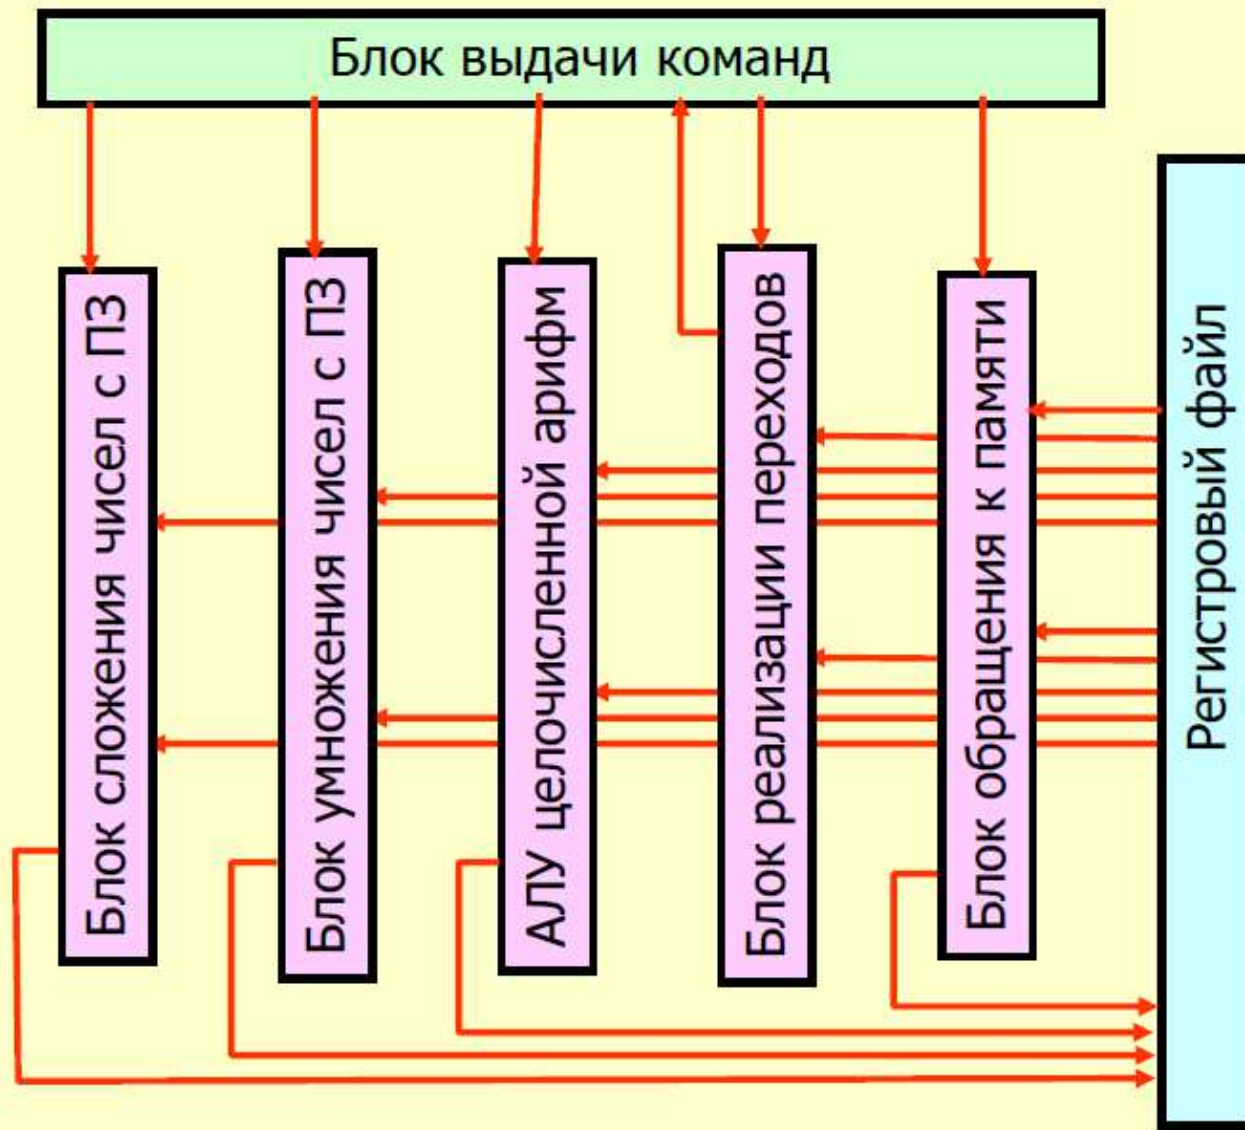 Блок выдачи команд
Блок сложения чисел с ПЗ
Блок умножения чисел с ПЗ
АЛУ целочисленной арифм
Блок реализации переходов
Блок обращения к памяти
Регистровый файл